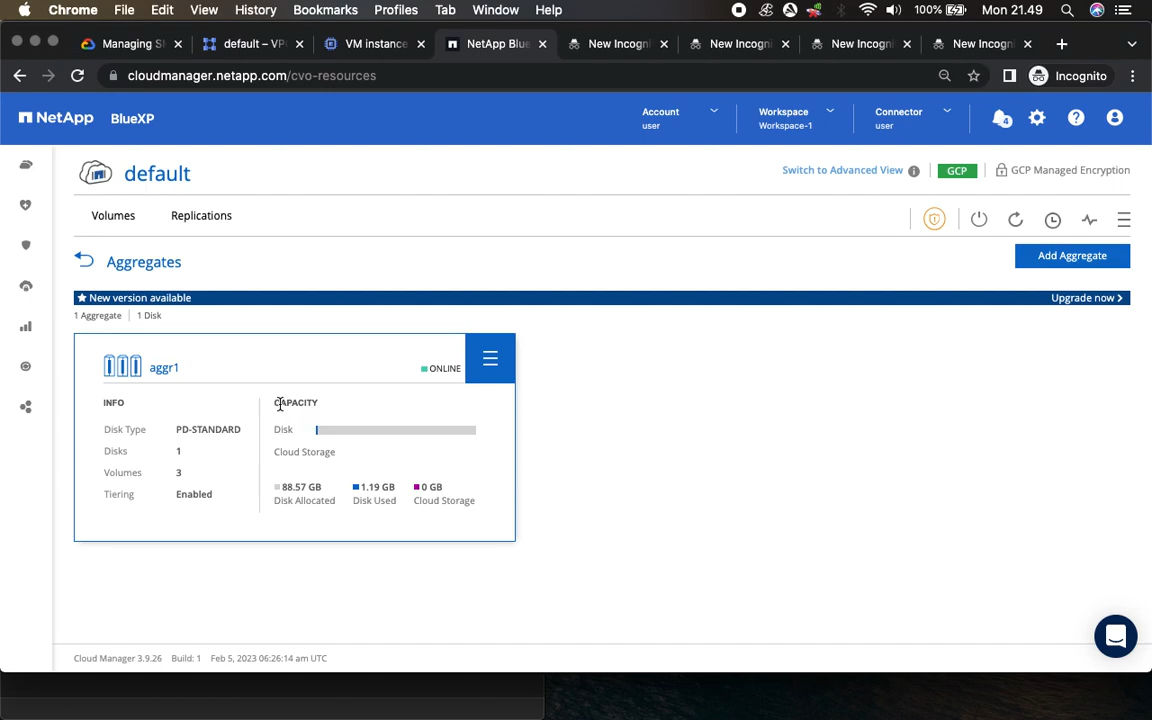 Chrome File Edit View History Bookmarks Profiles Tab Window Help 100% Mon 21.49
Managing S default – VP VM instance NetApp Blue New Incogni New Incogni New Incogni New Incogni
cloudmanager.netapp.com/cvo-resources Incognito
NetApp BlueXP Account user Workspace Workspace-1 Connector user 4
default Switch to Advanced View GCP GCP Managed Encryption
Volumes Replications
Aggregates Add Aggregate
New version available Upgrade now
1 Aggregate 1 Disk
aggr1 ONLINE
INFO CAPACITY
Disk Type PD-STANDARD Disk
Disks 1 Cloud Storage
Volumes 3
Tiering Enabled
88.57 GB 1.19 GB 0 GB
Disk Allocated Disk Used Cloud Storage
Cloud Manager 3.9.26 Build: 1 Feb 5, 2023 06:26:14 am UTC